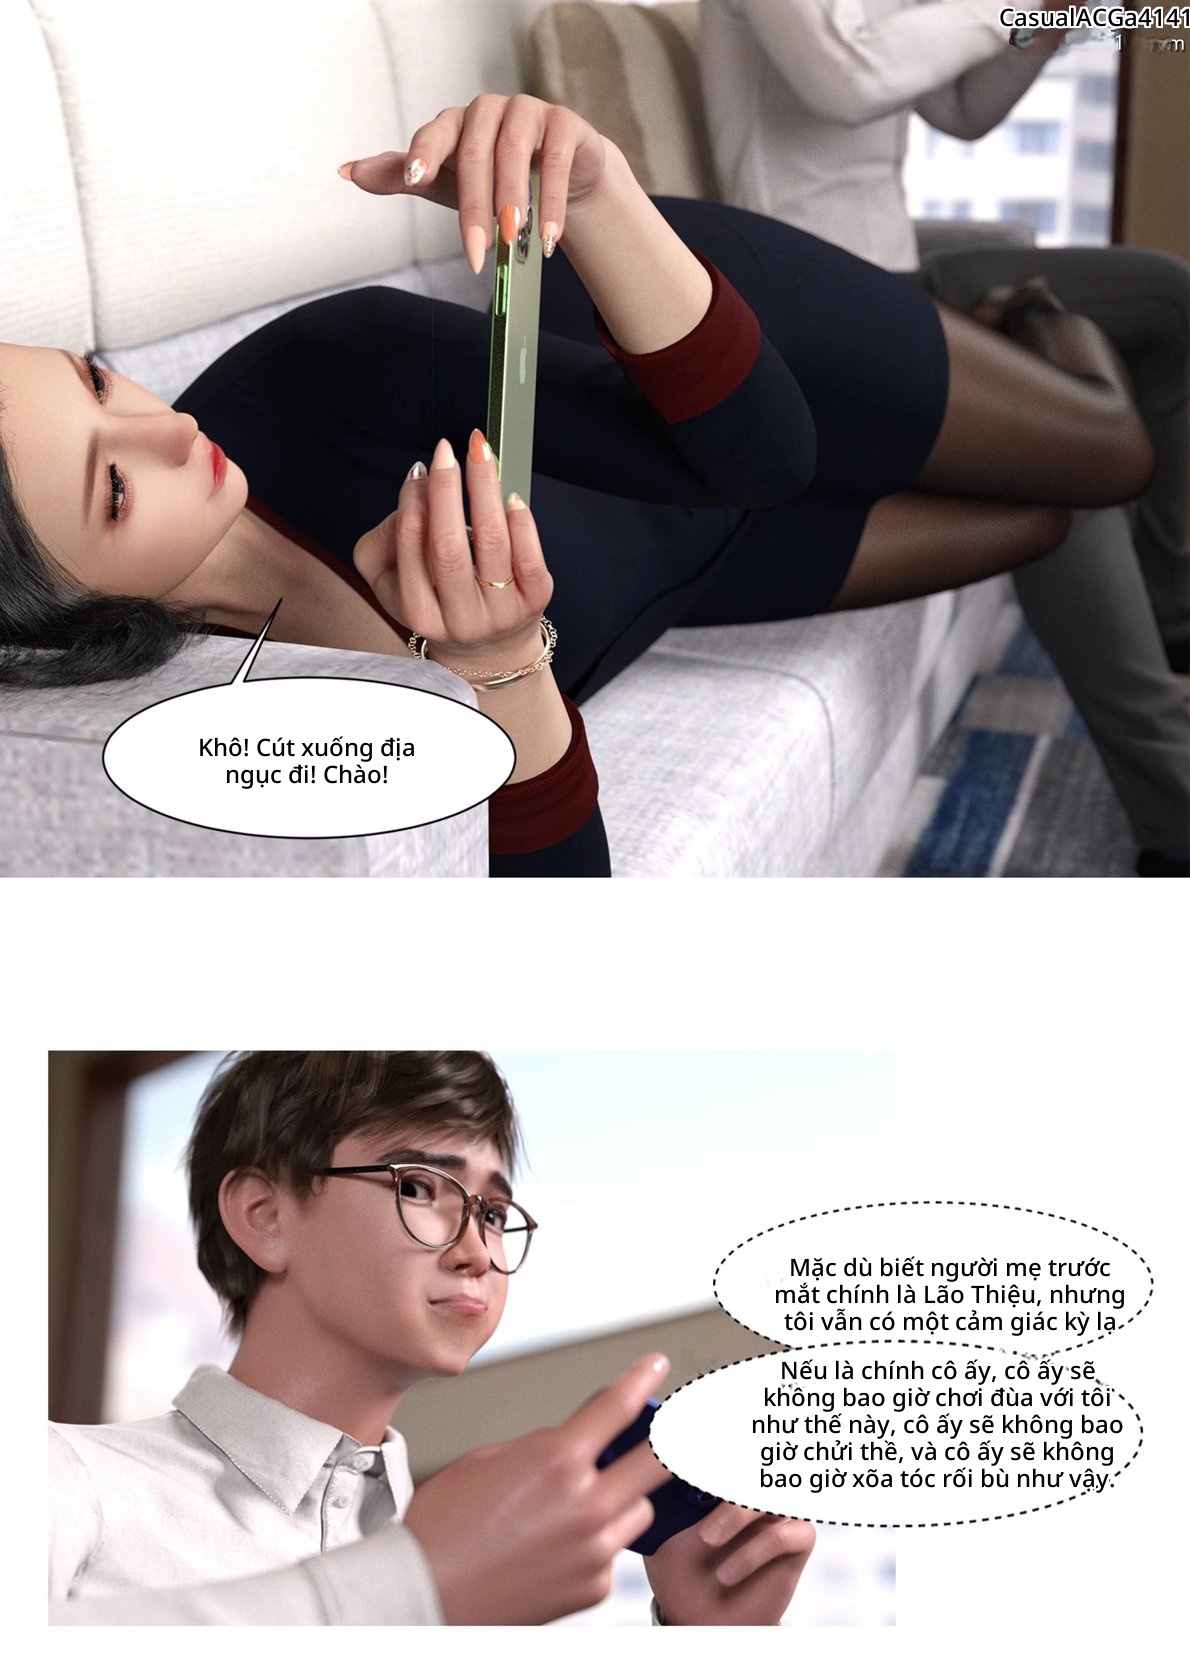 CasualACGa4141
Khô! Cút xuống địa
ngục đi! Chào!
Mặc dù biết người mẹ trước
mắt chính là Lão Thiệu, nhưng
tôi vẫn có một cảm giác kỳ lạ.
Nếu là chính cô ấy, cô ấy sẽ
không bao giờ chơi đùa với tôi
như thế này, cô ấy sẽ không bao
giờ chửi thề, và cô ấy sẽ không
bao giờ xõa tóc rối bù như vậy.